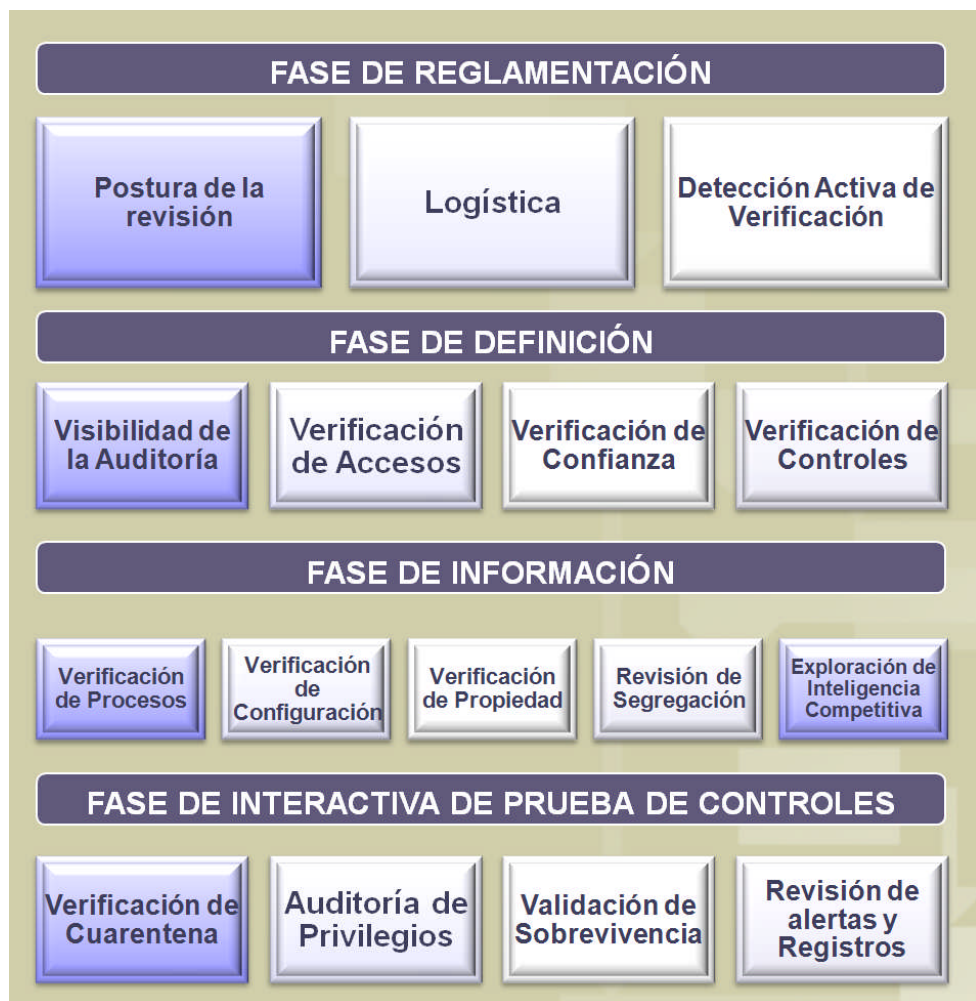 FASE DE REGLAMENTACIÓN
Postura de la
revisión
Logística
Detección Activa de
Verificación
FASE DE DEFINICIÓN
Visibilidad de
la Auditoría
Verificación
de Accesos
Verificación de
Confianza
Verificación de
Controles
FASE DE INFORMACIÓN
Verificación
de Procesos
Verificación
de
Configuración
Verificación
de Propiedad
Revisión de
Segregación
Exploración de
Inteligencia
Competitiva
FASE DE INTERACTIVA DE PRUEBA DE CONTROLES
Verificación de
Cuarentena
Auditoría de
Privilegios
Validación de
Sobrevivencia
Revisión de
alertas y
Registros